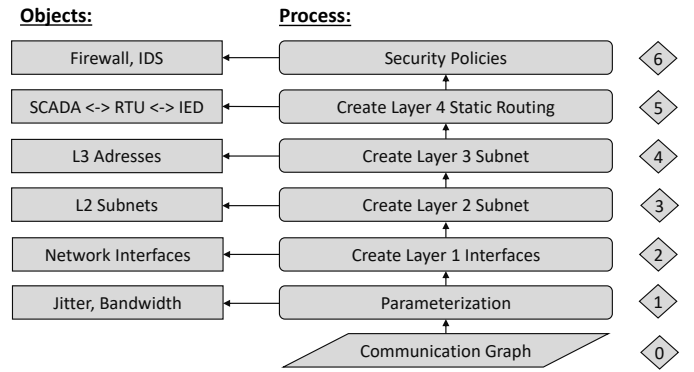 Objects: Process:
Firewall, IDS Security Policies 6
SCADA <-> RTU <-> IED Create Layer 4 Static Routing 5
L3 Adresses Create Layer 3 Subnet 4
L2 Subnets Create Layer 2 Subnet 3
Network Interfaces Create Layer 1 Interfaces 2
Jitter, Bandwidth Parameterization 1
Communication Graph 0